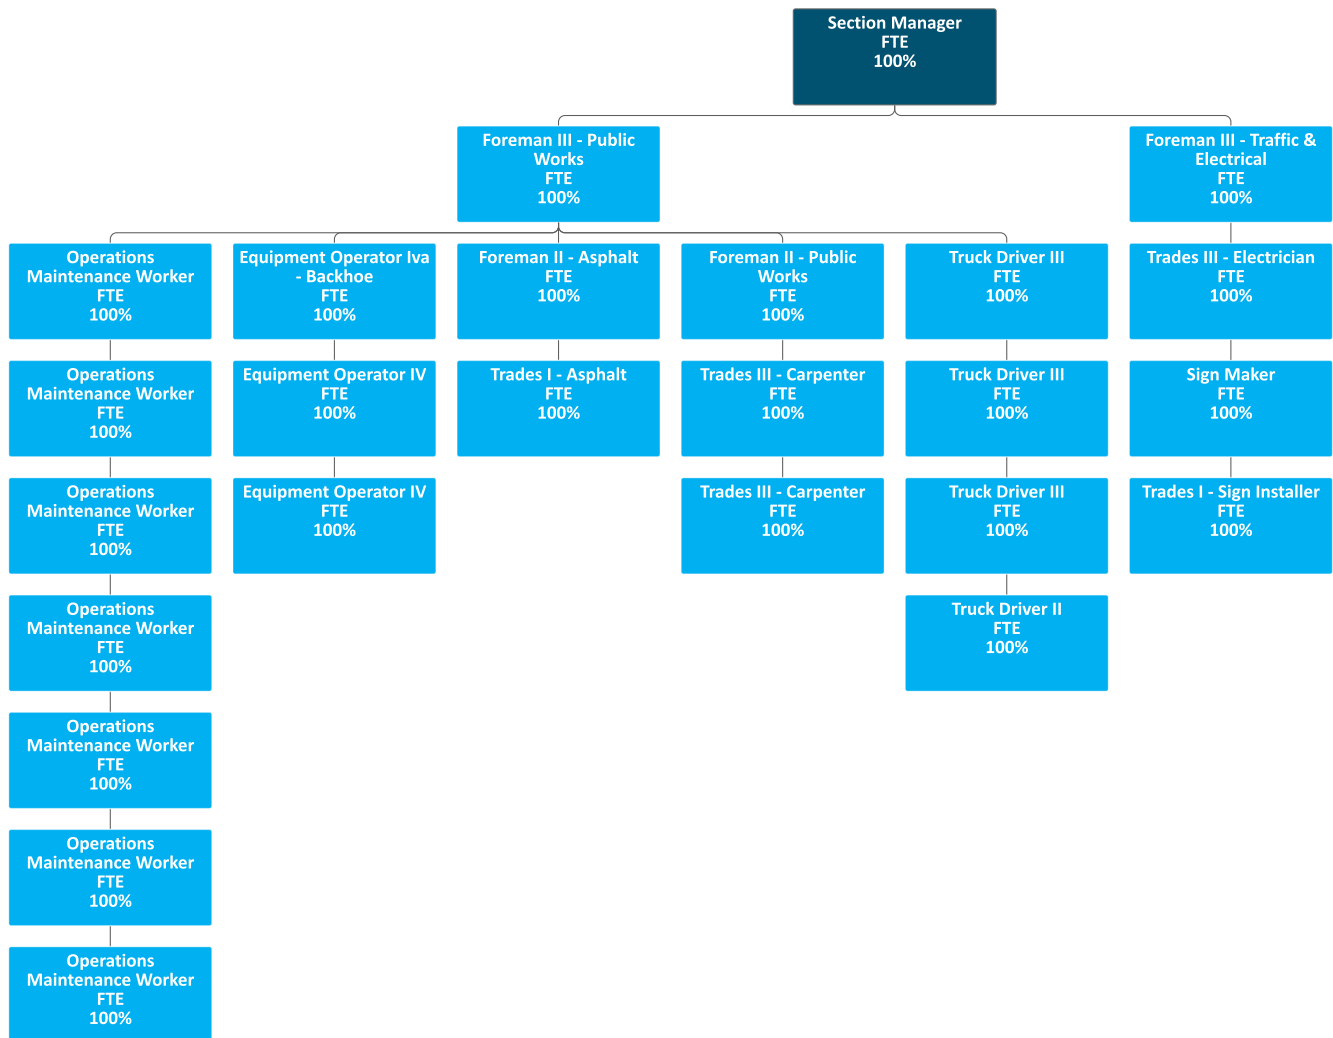 Section Manager
FTE
100%
Foreman III - Public
Works
FTE
100%
Foreman III - Traffic &
Electrical
FTE
100%
Operations
Maintenance Worker
FTE
100%
Equipment Operator Iva
- Backhoe
FTE
100%
Foreman II - Asphalt
FTE
100%
Foreman II - Public
Works
FTE
100%
Truck Driver III
FTE
100%
Trades III - Electrician
FTE
100%
Operations
Maintenance Worker
FTE
100%
Equipment Operator IV
FTE
100%
Trades I - Asphalt
FTE
100%
Trades III - Carpenter
FTE
100%
Truck Driver III
FTE
100%
Sign Maker
FTE
100%
Operations
Maintenance Worker
FTE
100%
Equipment Operator IV
FTE
100%
Trades III - Carpenter
FTE
100%
Truck Driver III
FTE
100%
Trades I - Sign Installer
FTE
100%
Operations
Maintenance Worker
FTE
100%
Truck Driver II
FTE
100%
Operations
Maintenance Worker
FTE
100%
Operations
Maintenance Worker
FTE
100%
Operations
Maintenance Worker
FTE
100%